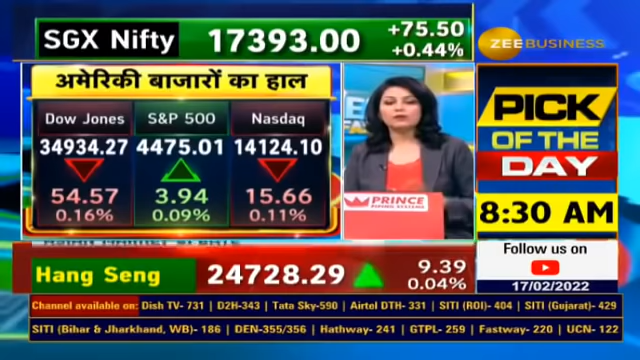 SGX Nifty 17393.00 +75.50 +0.44%
ZEE BUSINESS
अमेरिकी बाजारों का हाल
Dow Jones S&P 500 Nasdaq
34934.27 4475.01 14124.10
54.57 3.94 15.66
0.16% 0.09% 0.11%
PRINCE
PIPING SYSTEMS
PICK
OF THE
DAY
8:30 AM
Follow us on
17/02/2022
Hang Seng 24728.29 9.39 0.04%
Channel available on: Dish TV- 731 | D2H-343 | Tata Sky-590 | Airtel DTH- 331 | SITI (ROI)- 404 | SITI (Gujarat)- 429
SITI (Bihar & Jharkhand, WB)- 186 | DEN-355/356 | Hathway- 241 | GTPL- 259 | Fastway- 220 | UCN- 122